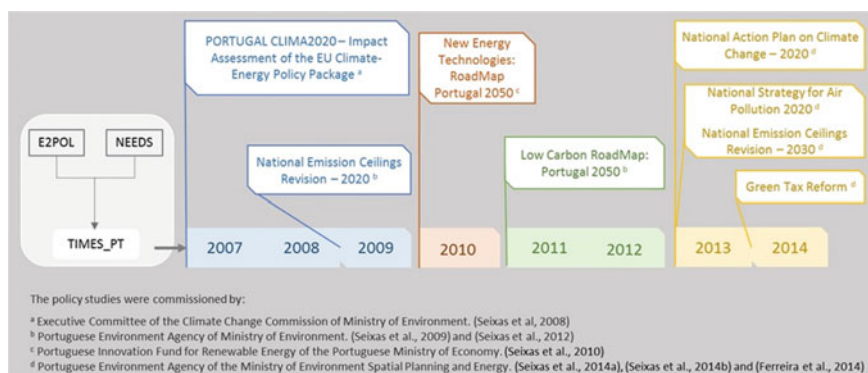 PORTUGAL CLIMA2020 – Impact
Assessment of the EU Climate-
Energy Policy Package ᵃ
New Energy
Technologies:
RoadMap
Portugal 2050 ᶜ
National Action Plan on Climate
Change – 2020 ᵈ
National Strategy for Air
Pollution 2020 ᵈ
National Emission Ceilings
Revision – 2030 ᵈ
E2POL
NEEDS
National Emission Ceilings
Revision – 2020 ᵇ
Low Carbon RoadMap:
Portugal 2050 ᵇ
Green Tax Reform ᵈ
TIMES_PT
2007
2008
2009
2010
2011
2012
2013
2014
The policy studies were commissioned by:
ᵃ Executive Committee of the Climate Change Commission of Ministry of Environment. (Seixas et al, 2008)
ᵇ Portuguese Environment Agency of Ministry of Environment. (Seixas et al., 2009) and (Seixas et al., 2012)
ᶜ Portuguese Innovation Fund for Renewable Energy of the Portuguese Ministry of Economy. (Seixas et al., 2010)
ᵈ Portuguese Environment Agency of the Ministry of Environment Spatial Planning and Energy. (Seixas et al., 2014a), (Seixas et al., 2014b) and (Ferreira et al., 2014)